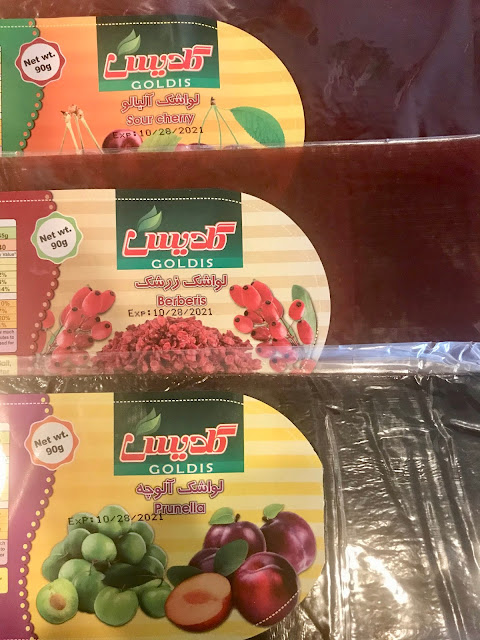 Net wt.
90g
گلدیس
GOLDIS
لواشک آلبالو
Sour cherry
Exp:10/28/2021
Net wt.
90g
گلدیس
GOLDIS
لواشک زرشک
Berberis
Exp:10/28/2021
Net wt.
90g
گلدیس
GOLDIS
لواشک آلوچه
Prunella
Exp:10/28/2021